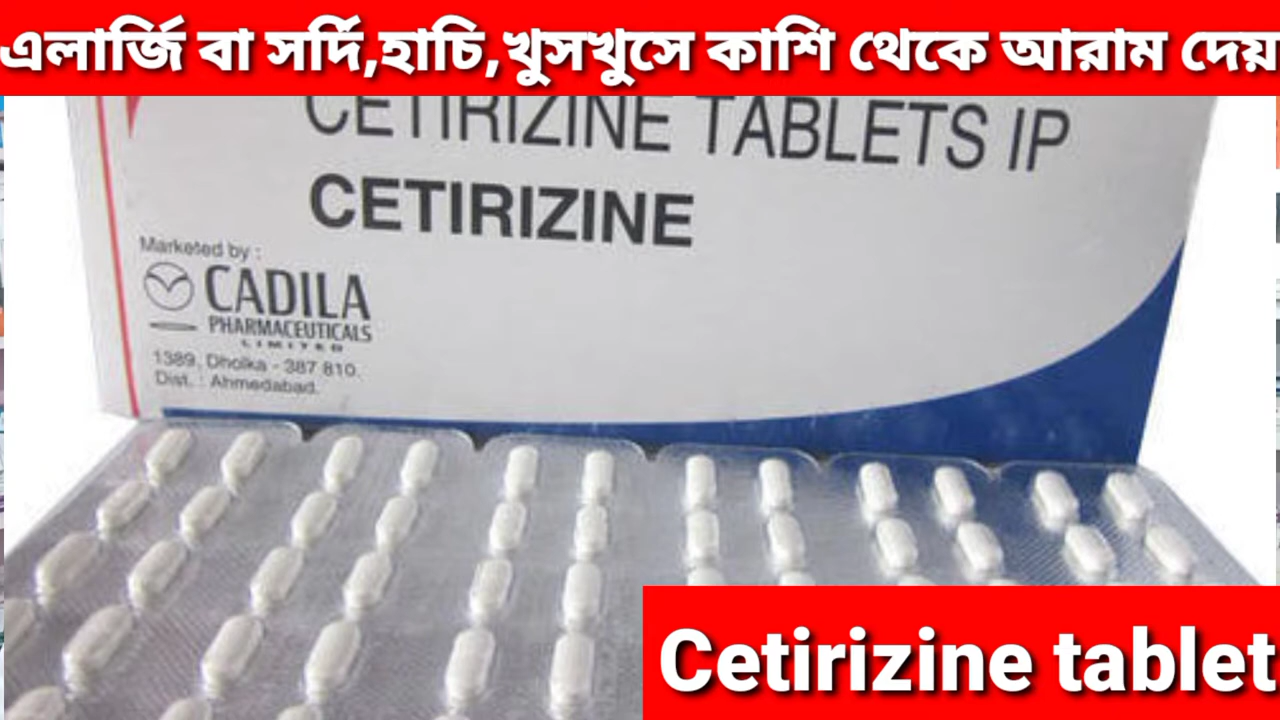 এলার্জি বা সর্দি,হাচি,খুসখুসে কাশি থেকে আরাম দেয়
CETIRIZINE TABLETS IP
CETIRIZINE
Marketed by :
CADILA
PHARMACEUTICALS
LIMITED
1389, Dholka - 387 810.
Dist. : Ahmedabad.
Cetirizine tablet